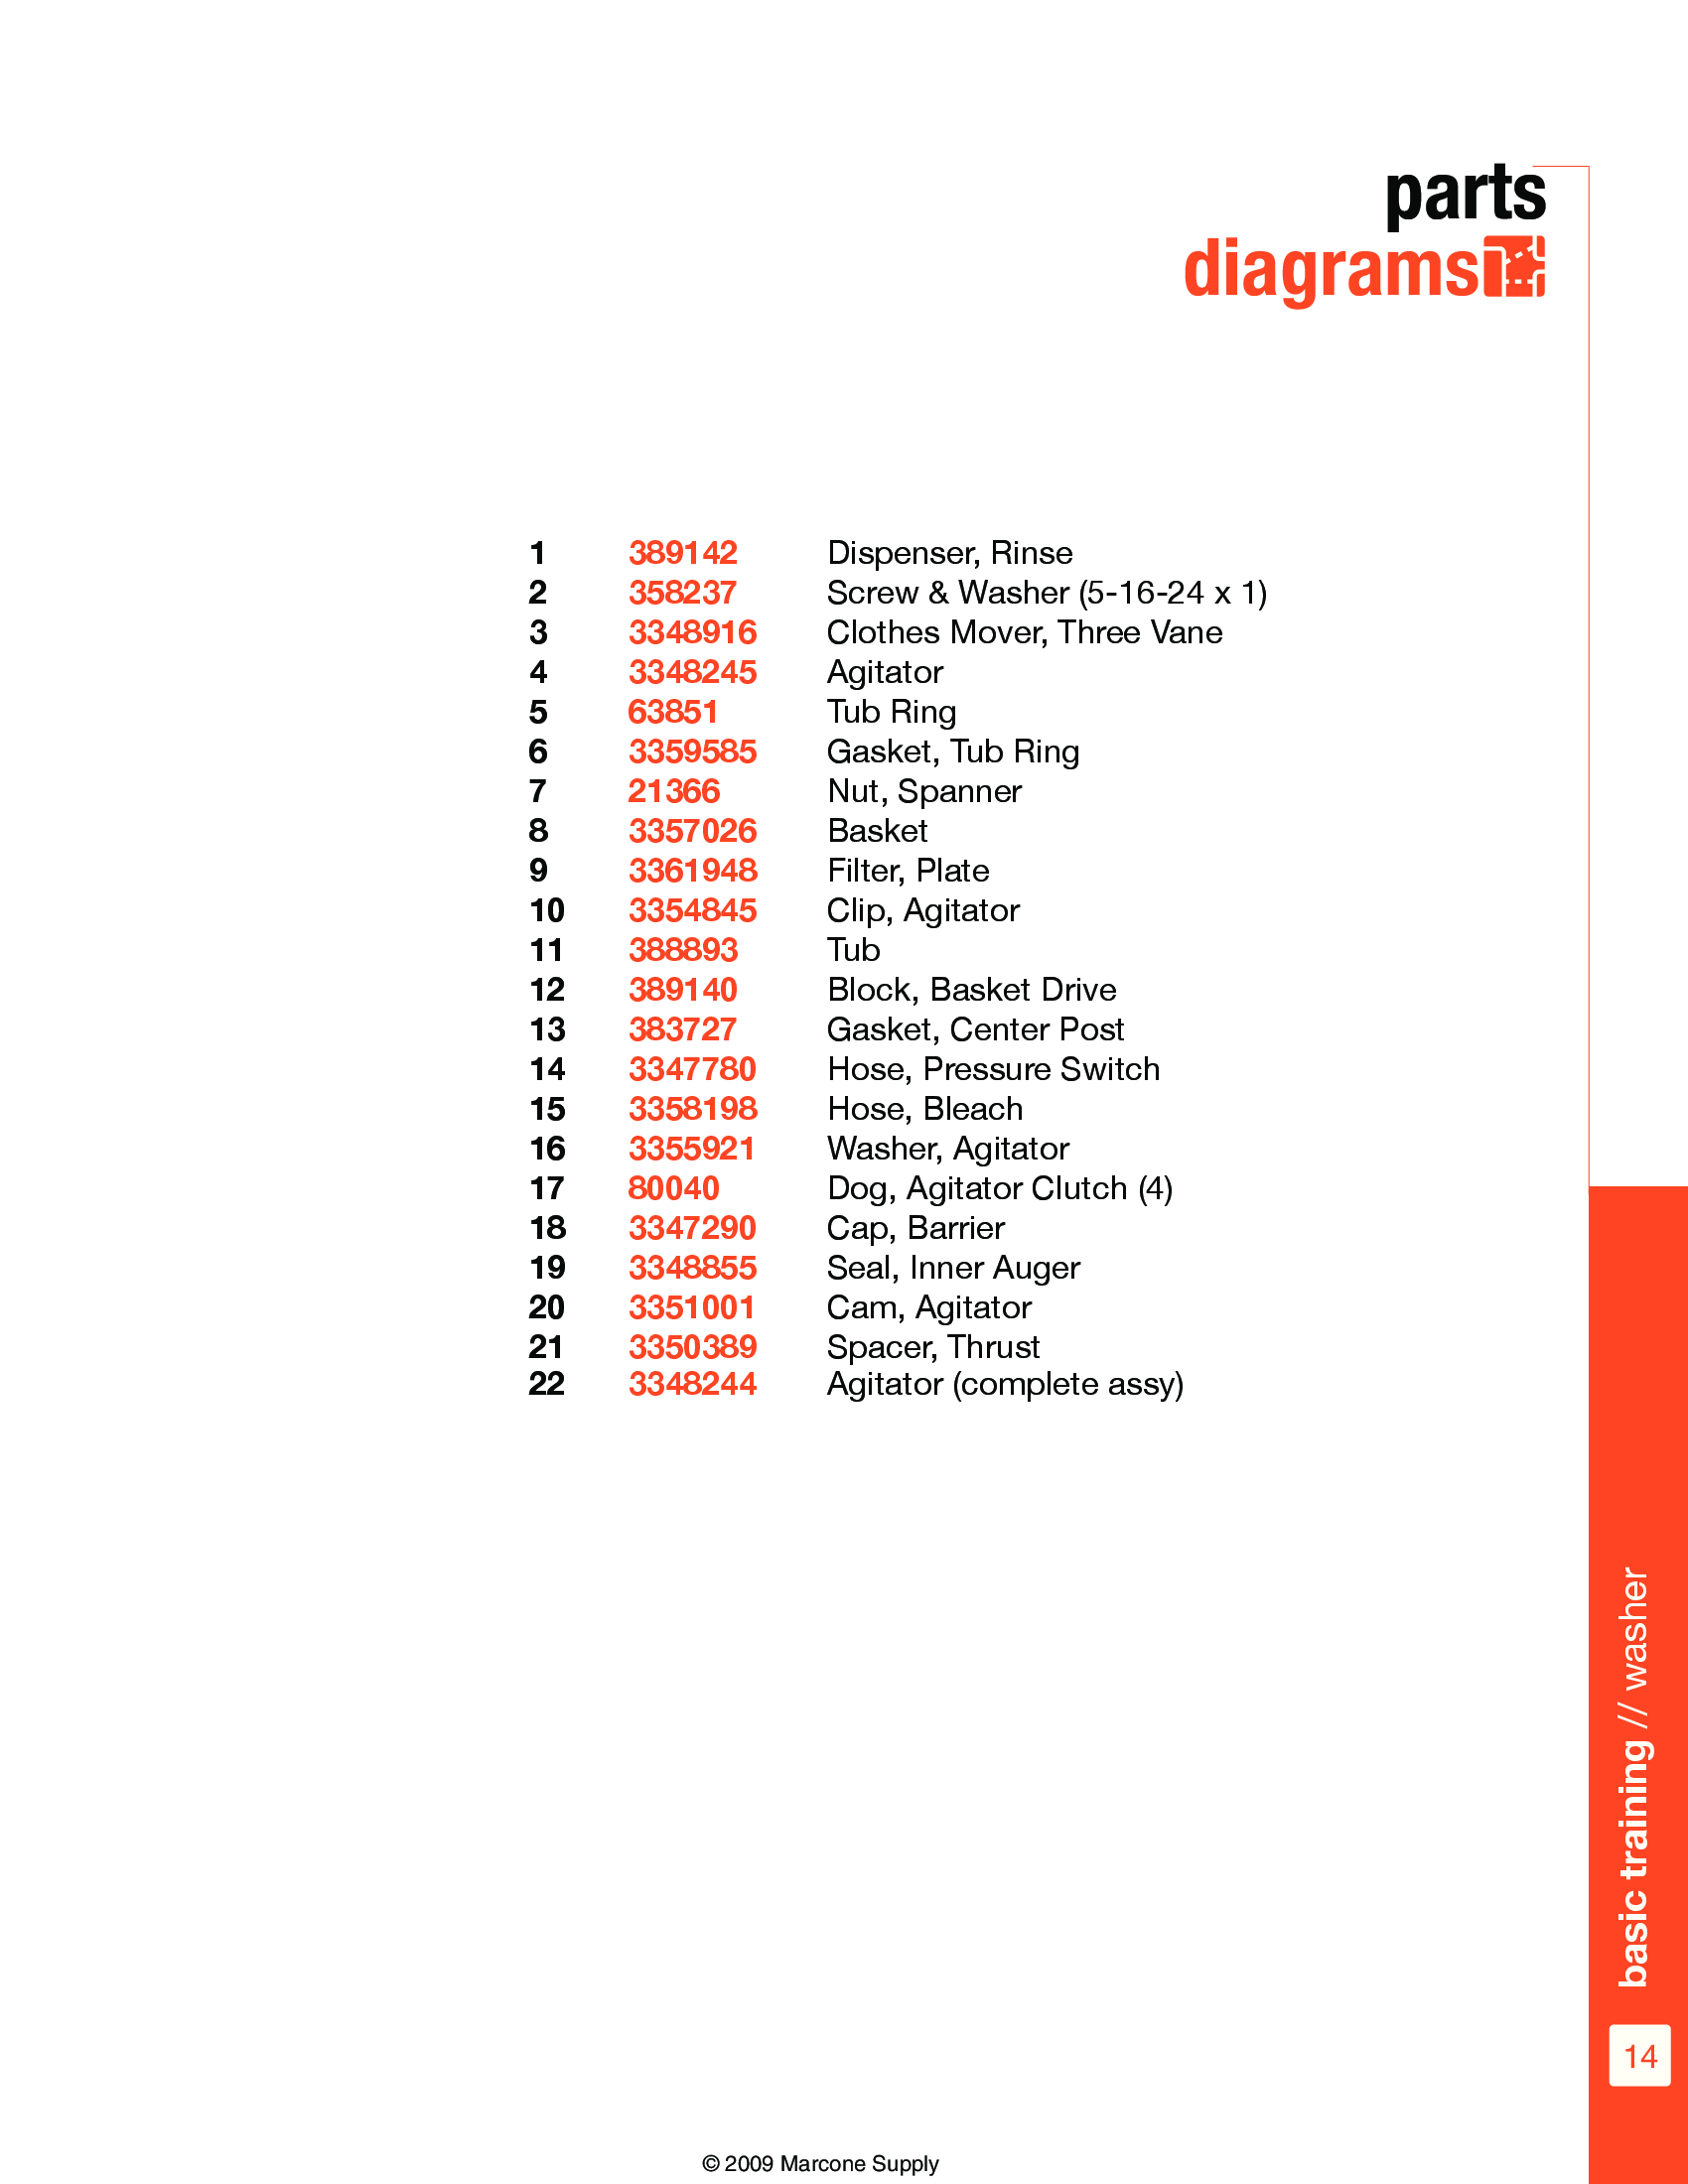 parts
diagrams
1 389142 Dispenser, Rinse
2 358237 Screw & Washer (5-16-24 x 1)
3 3348916 Clothes Mover, Three Vane
4 3348245 Agitator
5 63851 Tub Ring
6 3359585 Gasket, Tub Ring
7 21366 Nut, Spanner
8 3357026 Basket
9 3361948 Filter, Plate
10 3354845 Clip, Agitator
11 388893 Tub
12 389140 Block, Basket Drive
13 383727 Gasket, Center Post
14 3347780 Hose, Pressure Switch
15 3358198 Hose, Bleach
16 3355921 Washer, Agitator
17 80040 Dog, Agitator Clutch (4)
18 3347290 Cap, Barrier
19 3348855 Seal, Inner Auger
20 3351001 Cam, Agitator
21 3350389 Spacer, Thrust
22 3348244 Agitator (complete assy)
basic training // washer
14
© 2009 Marcone Supply